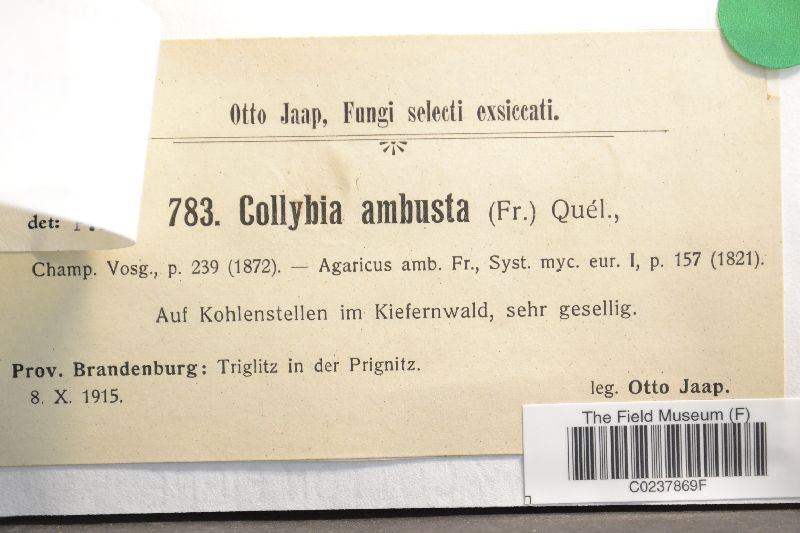 Otto Jaap, Fungi selecti exsiccati.
det:
783. Collybia ambusta (Fr.) Quél.,
Champ. Vosg., p. 239 (1872). — Agaricus amb. Fr., Syst. myc. eur. I, p. 157 (1821).
Auf Kohlenstellen im Kiefernwald, sehr gesellig.
Prov. Brandenburg: Triglitz in der Prignitz.
8. X. 1915.
leg. Otto Jaap.
The Field Museum (F)
C0237869F